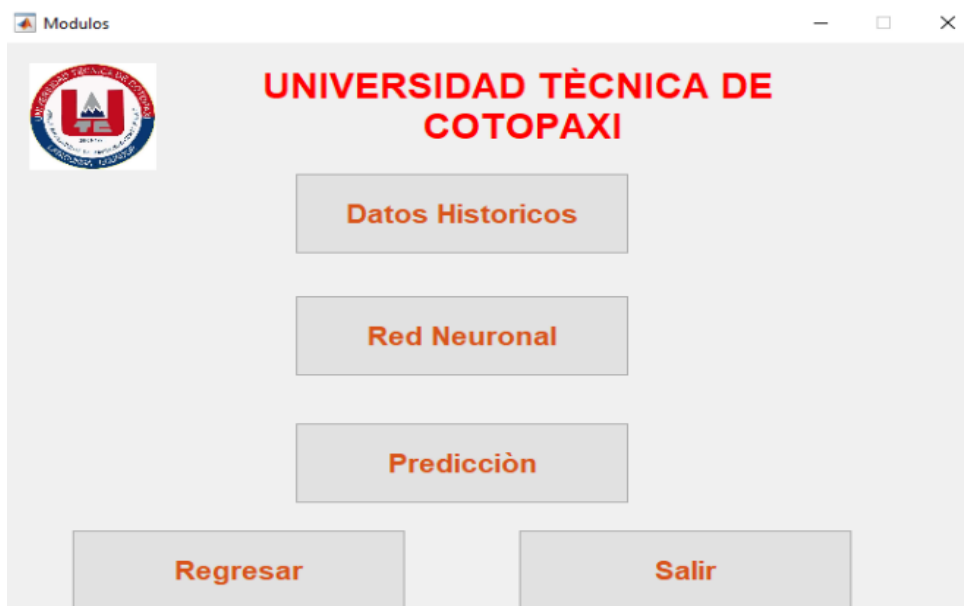 Modulos
UNIVERSIDAD TÈCNICA DE
COTOPAXI
Datos Historicos
Red Neuronal
Predicciòn
Regresar
Salir